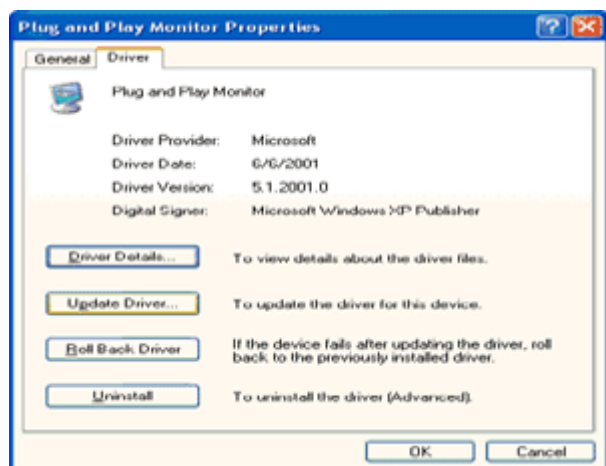 Plug and Play Monitor Properties
General
Driver
Plug and Play Monitor
Driver Provider: Microsoft
Driver Date: 6/6/2001
Driver Version: 5.1.2001.0
Digital Signer: Microsoft Windows XP Publisher
Driver Details... To view details about the driver files.
Update Driver... To update the driver for this device.
Roll Back Driver If the device fails after updating the driver, roll
back to the previously installed driver.
Uninstall To uninstall the driver (Advanced).
OK Cancel